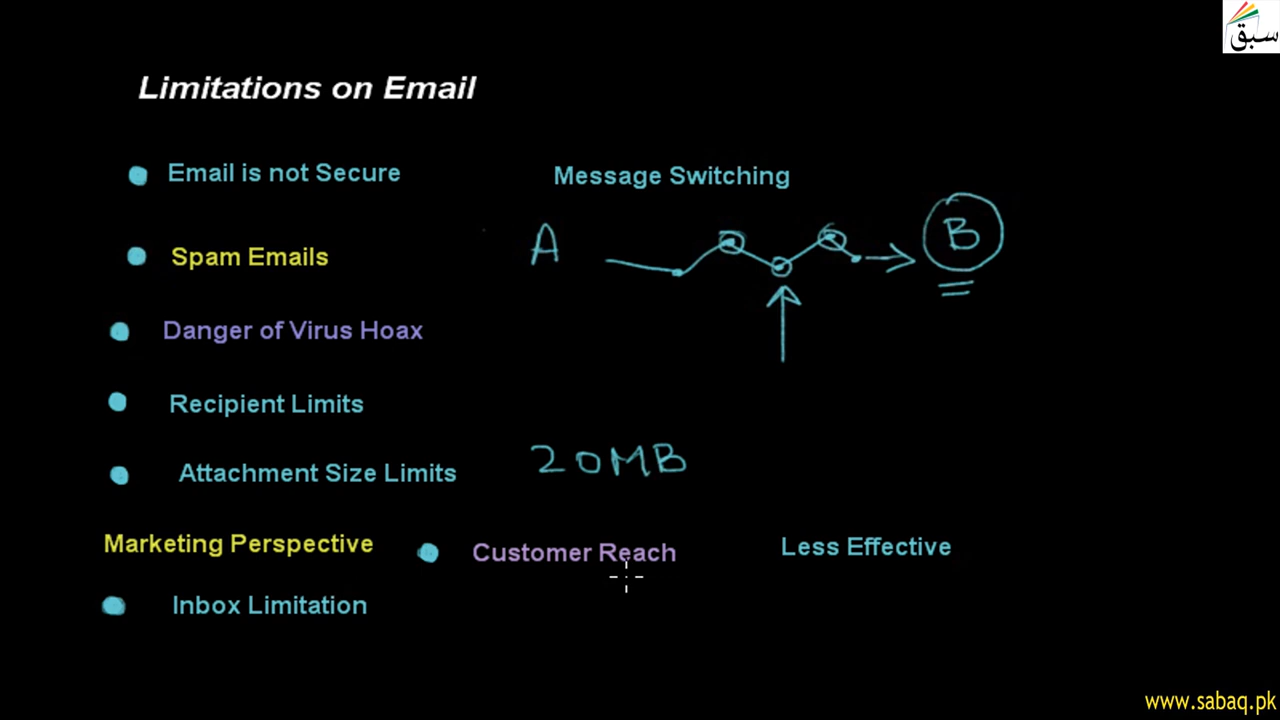 سبق
Limitations on Email
Email is not Secure
Message Switching
A
B
Spam Emails
Danger of Virus Hoax
Recipient Limits
Attachment Size Limits
20MB
Marketing Perspective
Customer Reach
Less Effective
Inbox Limitation
www.sabaq.pk